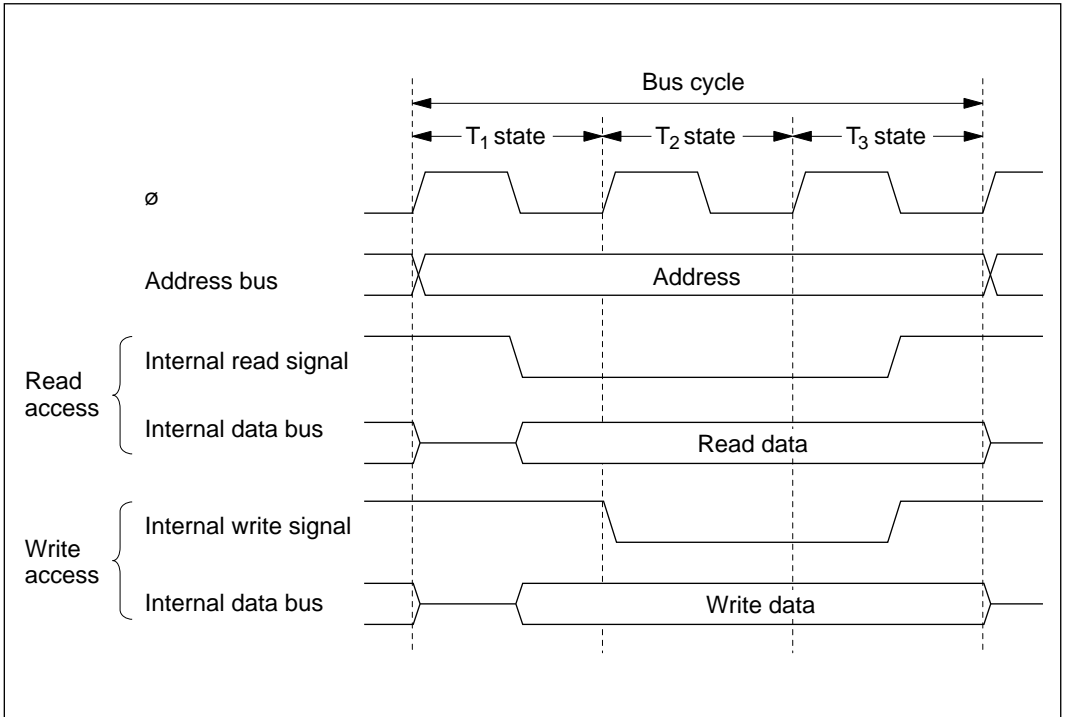 Bus cycle
T1 state
T2 state
T3 state
ø
Address bus
Address
Read
access
Internal read signal
Internal data bus
Read data
Write
access
Internal write signal
Internal data bus
Write data